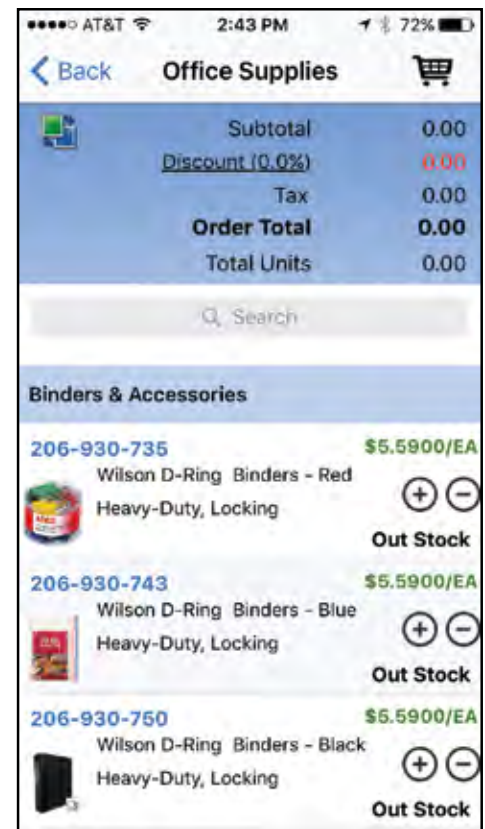 AT&T 2:43 PM 72%
Back Office Supplies
Subtotal 0.00
Discount (0.0%) 0.00
Tax 0.00
Order Total 0.00
Total Units 0.00
Search
Binders & Accessories
206-930-735 $5.5900/EA
Wilson D-Ring Binders - Red
Heavy-Duty, Locking
Out Stock
206-930-743 $5.5900/EA
Wilson D-Ring Binders - Blue
Heavy-Duty, Locking
Out Stock
206-930-750 $5.5900/EA
Wilson D-Ring Binders - Black
Heavy-Duty, Locking
Out Stock